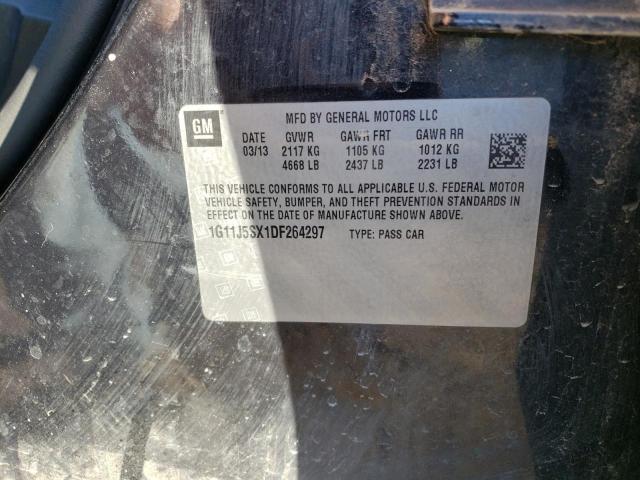 GM
MFD BY GENERAL MOTORS LLC
DATE GVWR GAWR FRT GAWR RR
03/13 2117 KG 1105 KG 1012 KG
4668 LB 2437 LB 2231 LB
THIS VEHICLE CONFORMS TO ALL APPLICABLE U.S. FEDERAL MOTOR
VEHICLE SAFETY, BUMPER, AND THEFT PREVENTION STANDARDS IN
EFFECT ON THE DATE OF MANUFACTURE SHOWN ABOVE.
1G11J5SX1DF264297 TYPE: PASS CAR